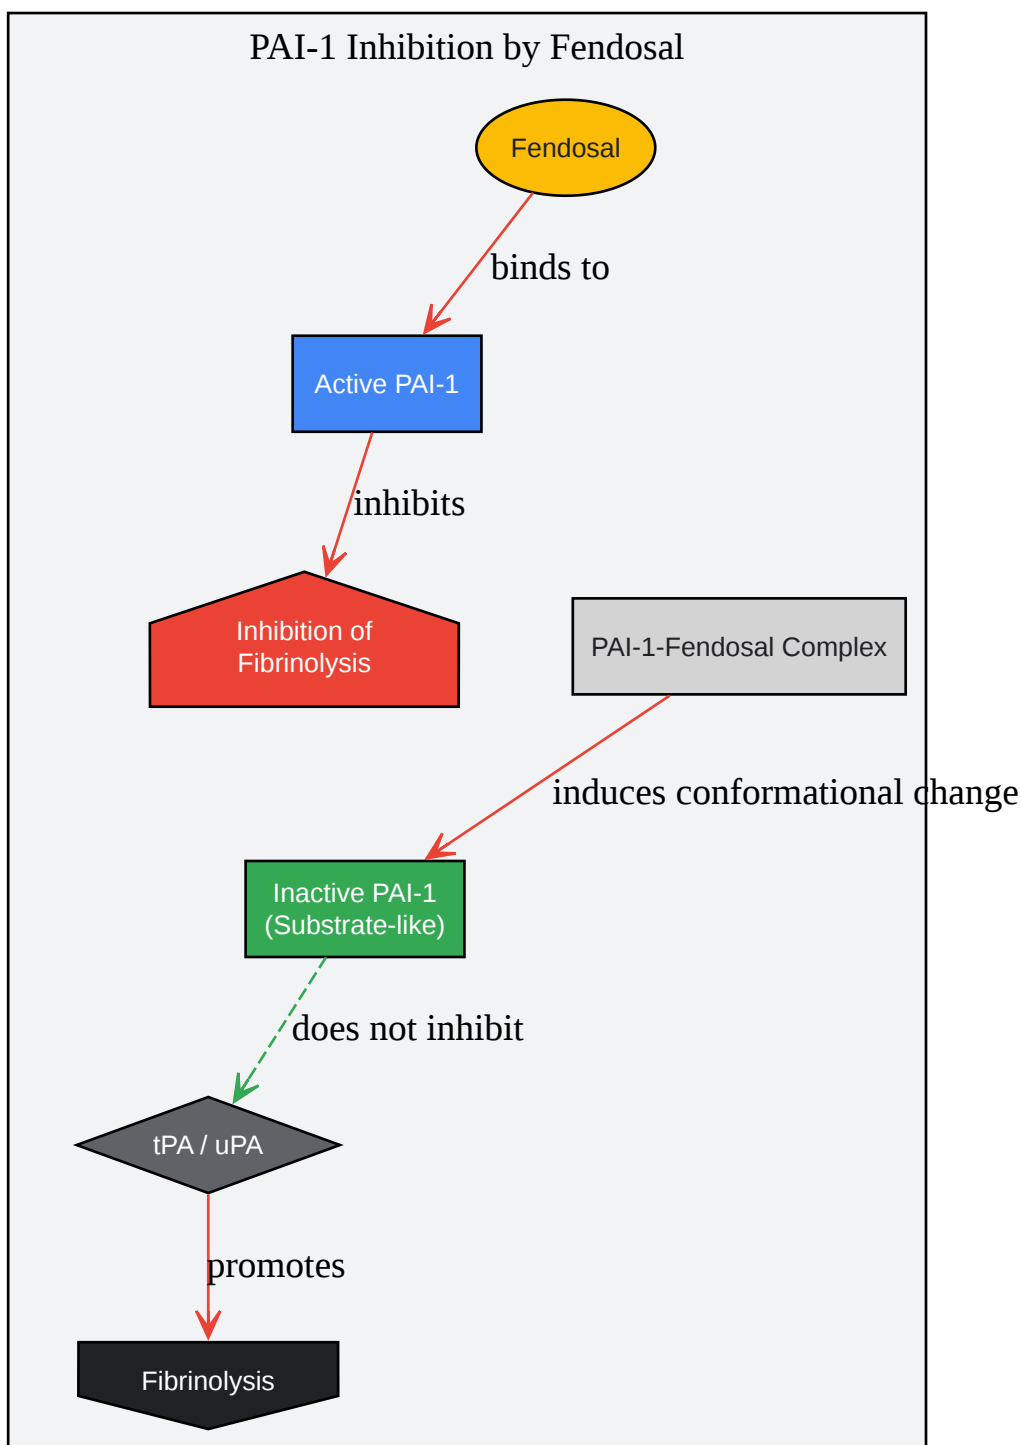 PAI-1 Inhibition by Fendosal
Fendosal
binds to
Active PAI-1
inhibits
Inhibition of
Fibrinolysis
PAI-1-Fendosal Complex
induces conformational change
Inactive PAI-1
(Substrate-like)
does not inhibit
tPA / uPA
promotes
Fibrinolysis